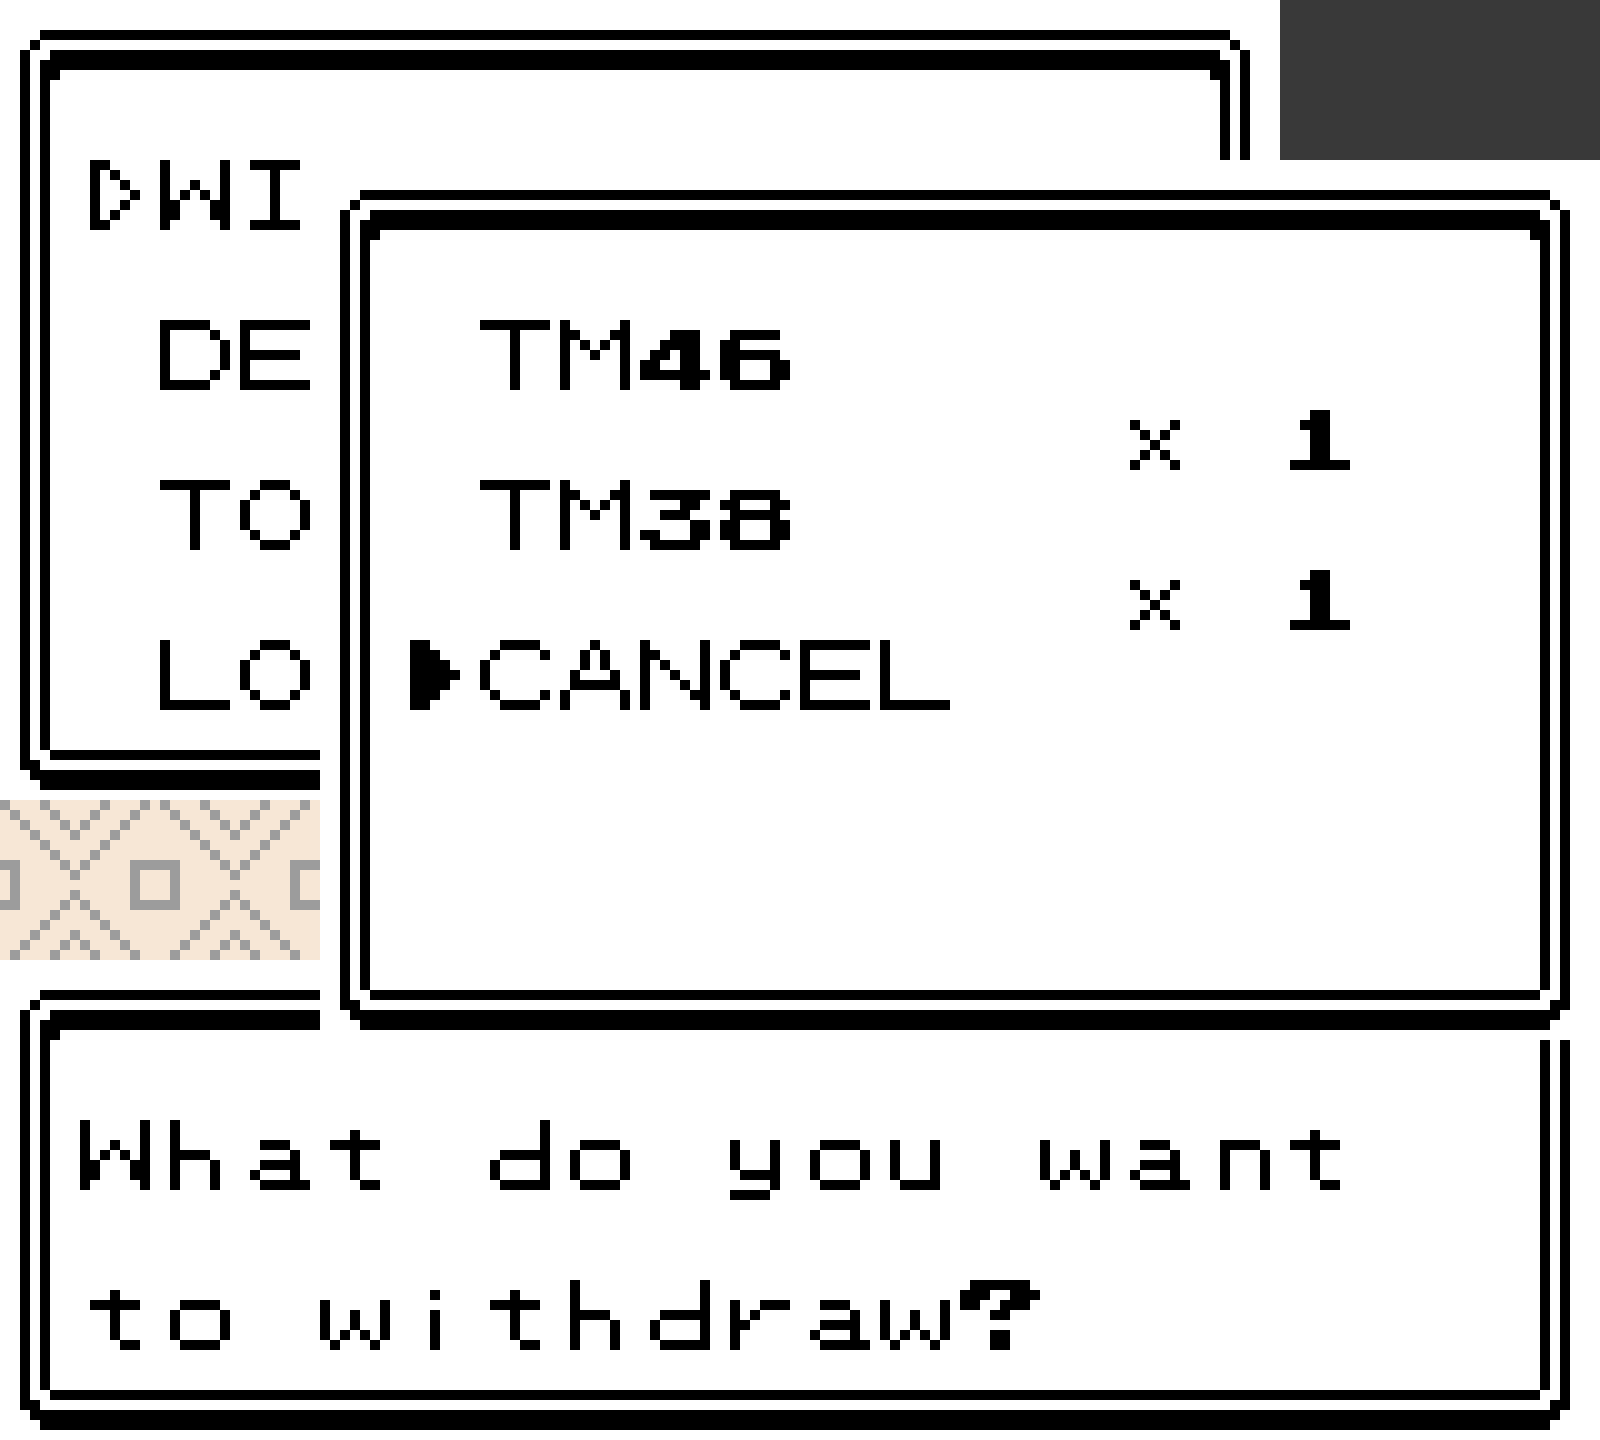 ▷WI
DE
TO
LO
TM46
× 1
TM38
× 1
▶CANCEL
What do you want
to withdraw?